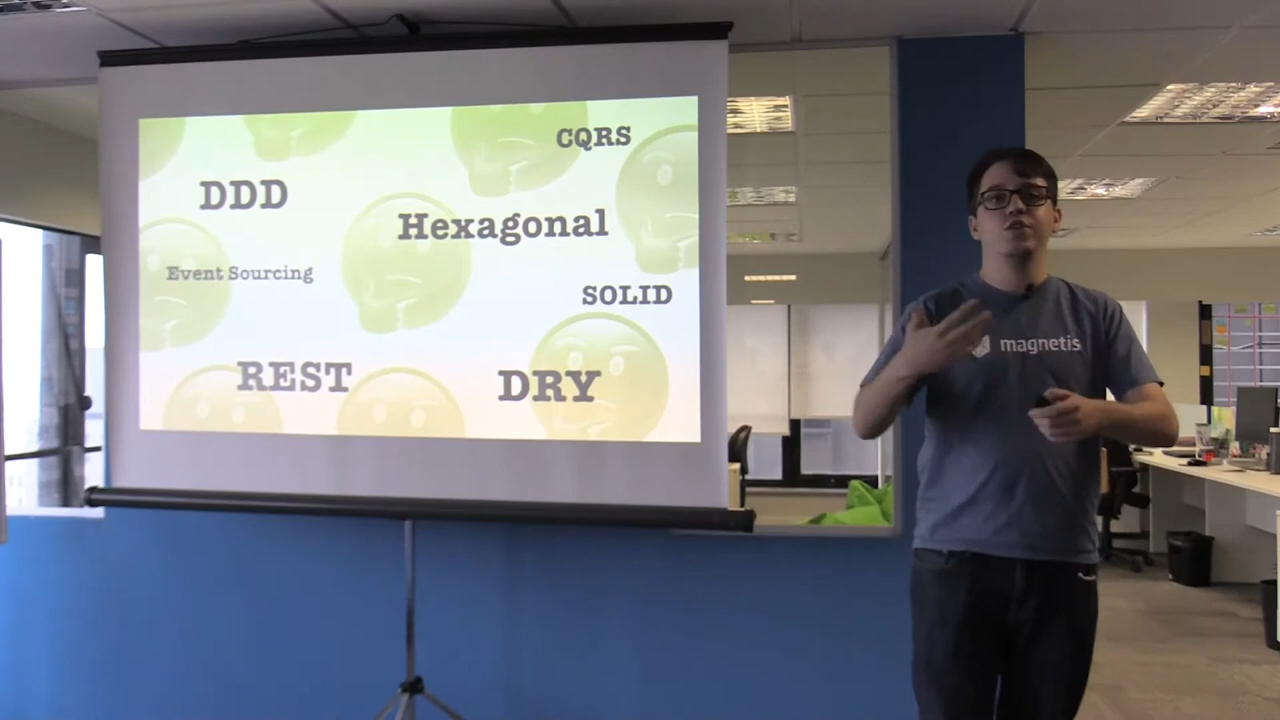 CQRS
DDD
Hexagonal
Event Sourcing
SOLID
REST
DRY
magnetis